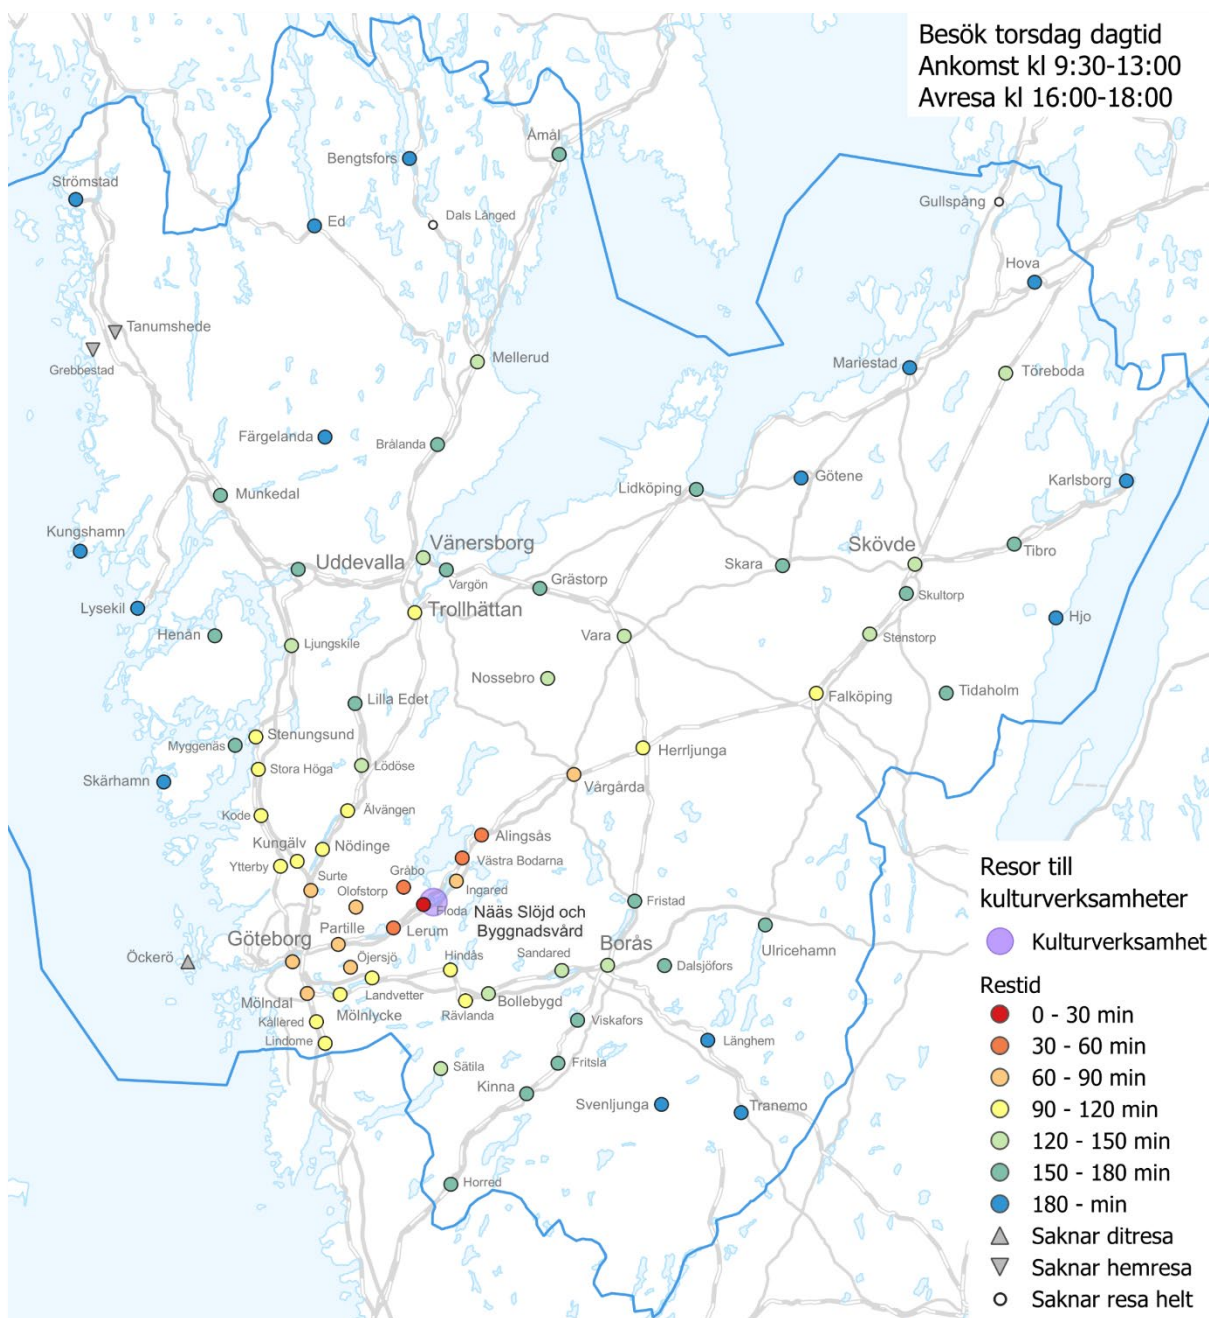 Besök torsdag dagtid
Ankomst kl 9:30-13:00
Avresa kl 16:00-18:00
Åmål
Bengtsfors
Strömstad
Ed
Dals Långed
Gullspång
Hova
Tanumshede
Grebbestad
Mellerud
Mariestad
Töreboda
Färgelanda
Brålanda
Munkedal
Lidköping
Götene
Karlsborg
Kungshamn
Uddevalla
Vänersborg
Vargön
Grästorp
Skara
Skövde
Tibro
Skultorp
Lysekil
Trollhättan
Henån
Ljungskile
Vara
Stenstorp
Hjo
Nossebro
Lilla Edet
Falköping
Tidaholm
Stenungsund
Myggenäs
Stora Höga
Lödöse
Herrljunga
Skärhamn
Vårgårda
Kode
Älvängen
Alingsås
Kungälv
Nödinge
Västra Bodarna
Ytterby
Surte
Gråbo
Olofstorp
Ingared
Floda
Fristad
Nääs Slöjd och
Byggnadsvård
Partille
Lerum
Göteborg
Öckerö
Öjersjö
Hindås
Sandared
Borås
Dalsjöfors
Ulricehamn
Mölndal
Landvetter
Mölnlycke
Rävlanda
Bollebygd
Kållered
Lindome
Viskafors
Länghem
Sätila
Fritsla
Kinna
Svenljunga
Tranemo
Horred
Resor till
kulturverksamheter
Kulturverksamhet
Restid
0 - 30 min
30 - 60 min
60 - 90 min
90 - 120 min
120 - 150 min
150 - 180 min
180 - min
Saknar ditresa
Saknar hemresa
Saknar resa helt